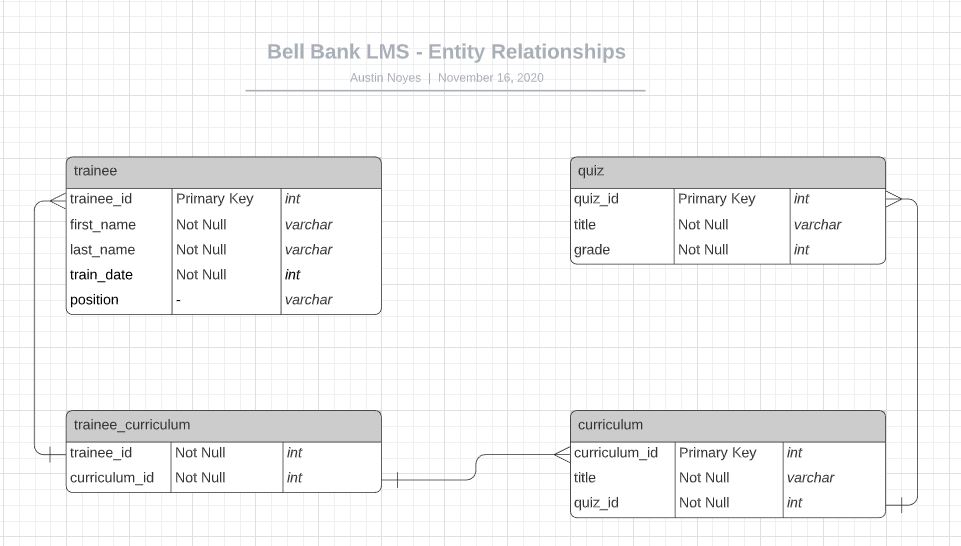 Bell Bank LMS - Entity Relationships
Austin Noyes | November 16, 2020
trainee
trainee_id Primary Key int
first_name Not Null varchar
last_name Not Null varchar
train_date Not Null int
position - varchar
quiz
quiz_id Primary Key int
title Not Null varchar
grade Not Null int
trainee_curriculum
trainee_id Not Null int
curriculum_id Not Null int
curriculum
curriculum_id Primary Key int
title Not Null varchar
quiz_id Not Null int